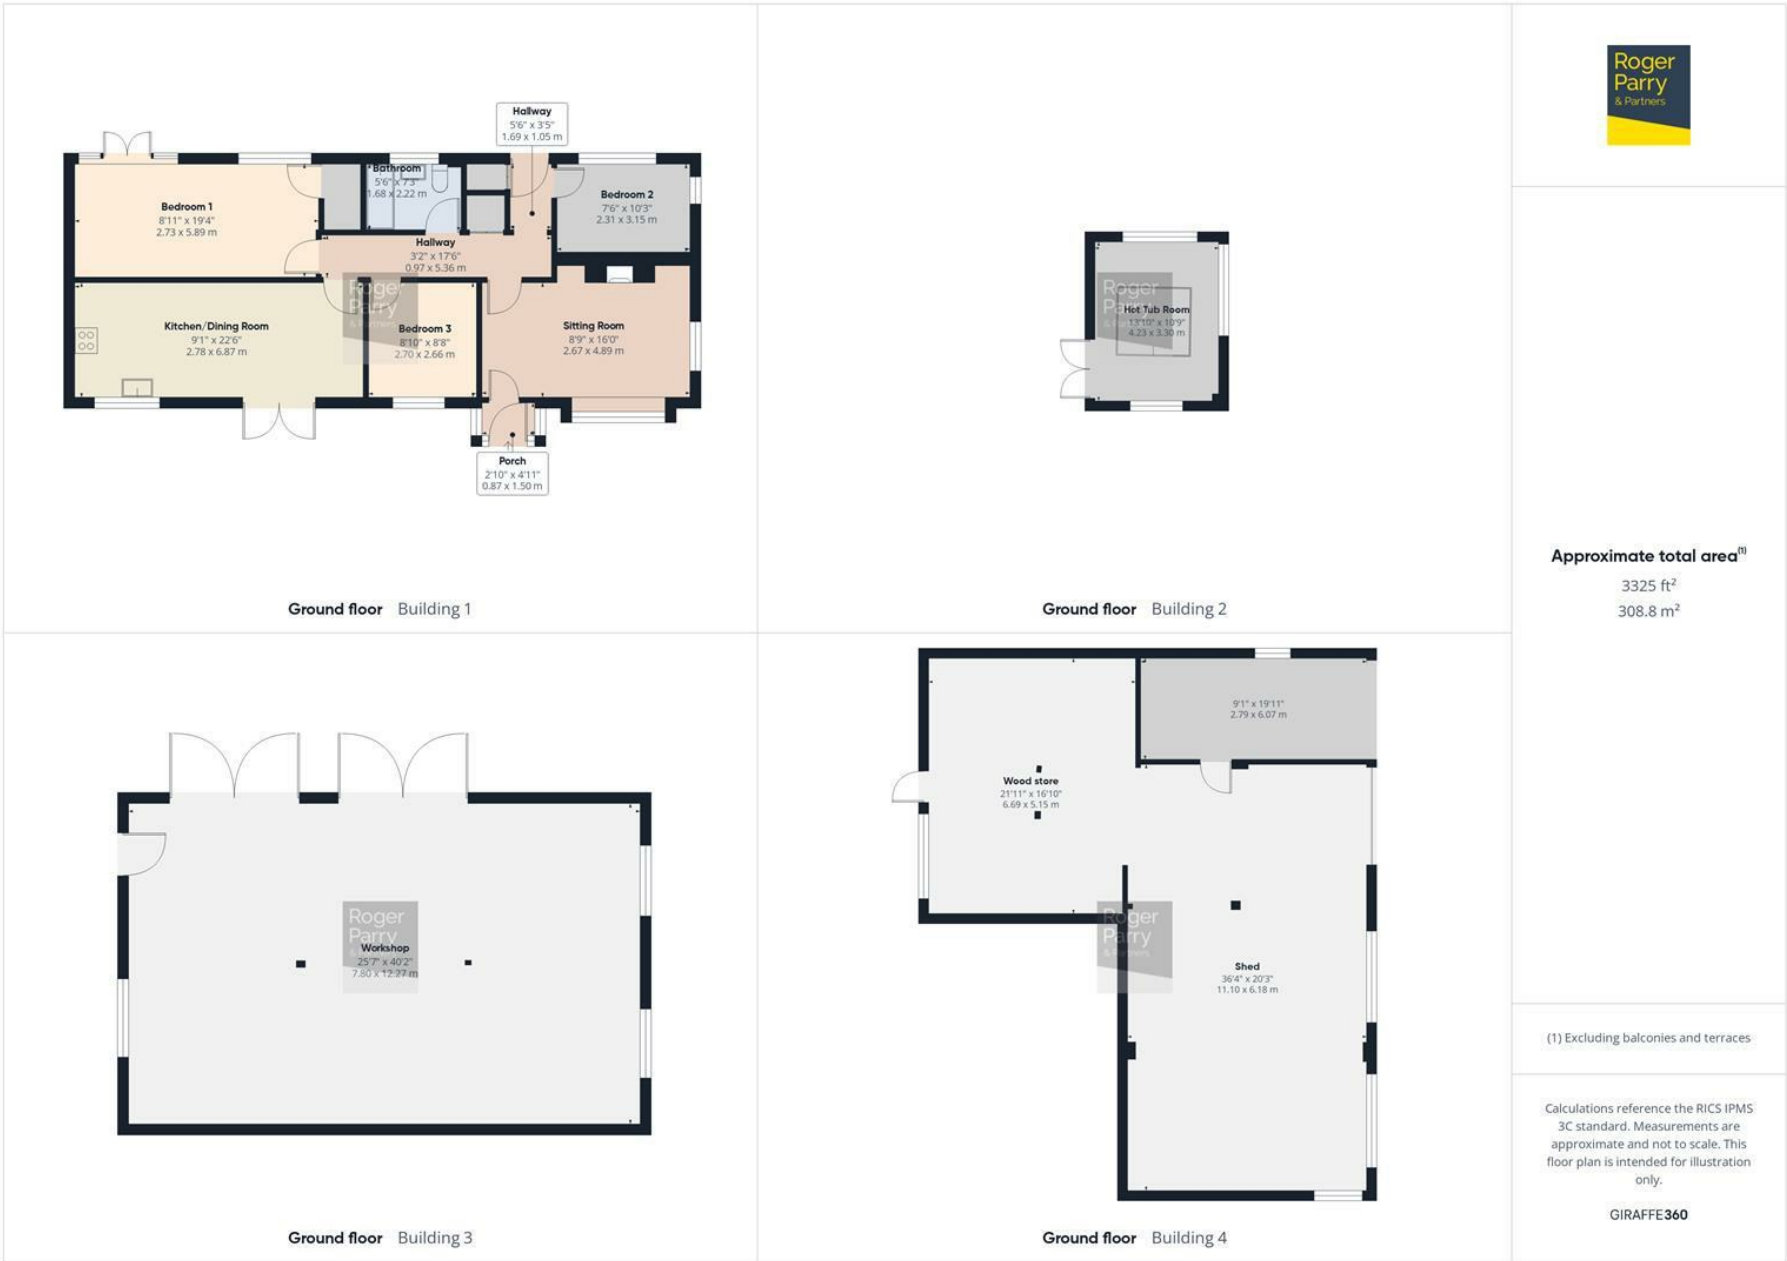 Hallway
5'6" x 3'5"
1.69 x 1.05 m
Bedroom 1
8'11" x 19'4"
2.73 x 5.89 m
Bathroom
5'6" x 7'3"
1.68 x 2.22 m
Bedroom 2
7'6" x 10'3"
2.31 x 3.15 m
Hallway
3'2" x 17'6"
0.97 x 5.36 m
Kitchen/Dining Room
9'1" x 22'6"
2.78 x 6.87 m
Roger
Parry
& Partners
Bedroom 3
8'10" x 8'8"
2.70 x 2.66 m
Sitting Room
8'9" x 16'0"
2.67 x 4.89 m
Porch
2'10" x 4'11"
0.87 x 1.50 m
Ground floor Building 1
Roger
Parry
Hot Tub Room
13'10" x 10'9"
4.23 x 3.30 m
Ground floor Building 2
Roger
Parry
Workshop
25'7" x 40'2"
7.80 x 12.27 m
Ground floor Building 3
9'1" x 19'11"
2.79 x 6.07 m
Wood store
21'11" x 16'10"
6.69 x 5.15 m
Roger
Parry
& Partners
Shed
36'4" x 20'3"
11.10 x 6.18 m
Ground floor Building 4
Roger
Parry
& Partners
Approximate total area(1)
3325 ft²
308.8 m²
(1) Excluding balconies and terraces
Calculations reference the RICS IPMS
3C standard. Measurements are
approximate and not to scale. This
floor plan is intended for illustration
only.
GIRAFFE360